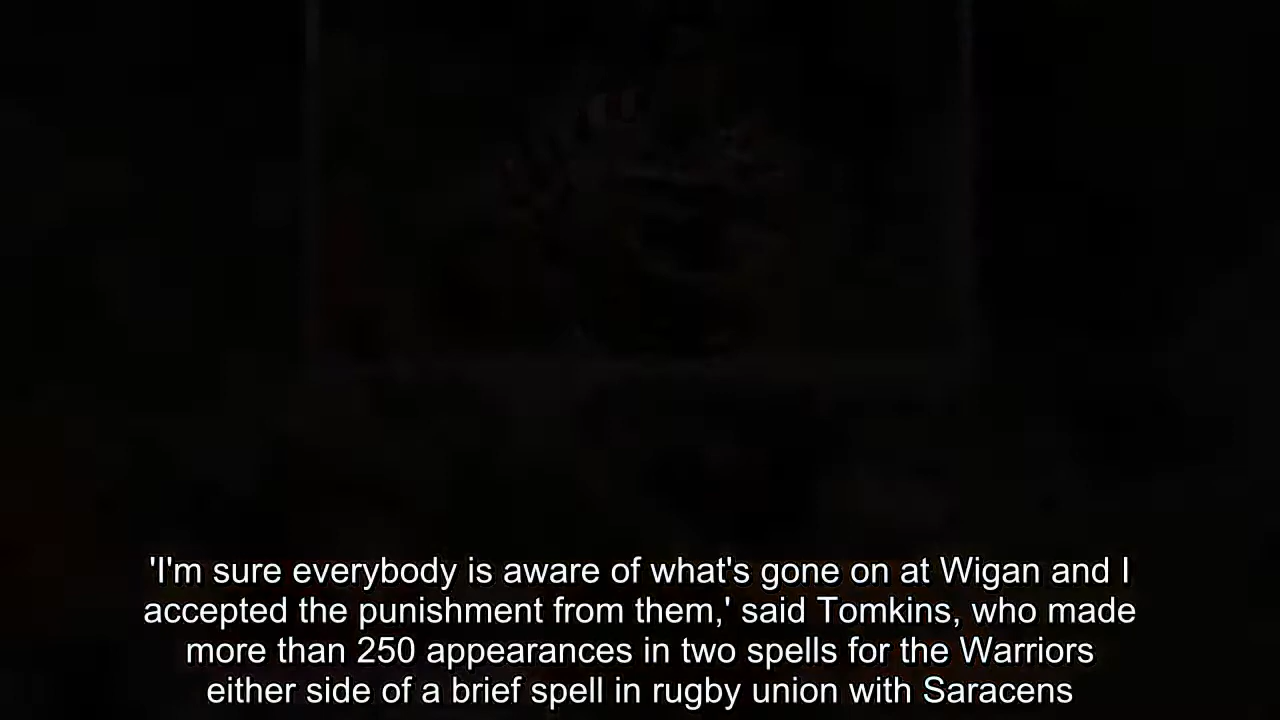 'I'm sure everybody is aware of what's gone on at Wigan and I
accepted the punishment from them,' said Tomkins, who made
more than 250 appearances in two spells for the Warriors
either side of a brief spell in rugby union with Saracens